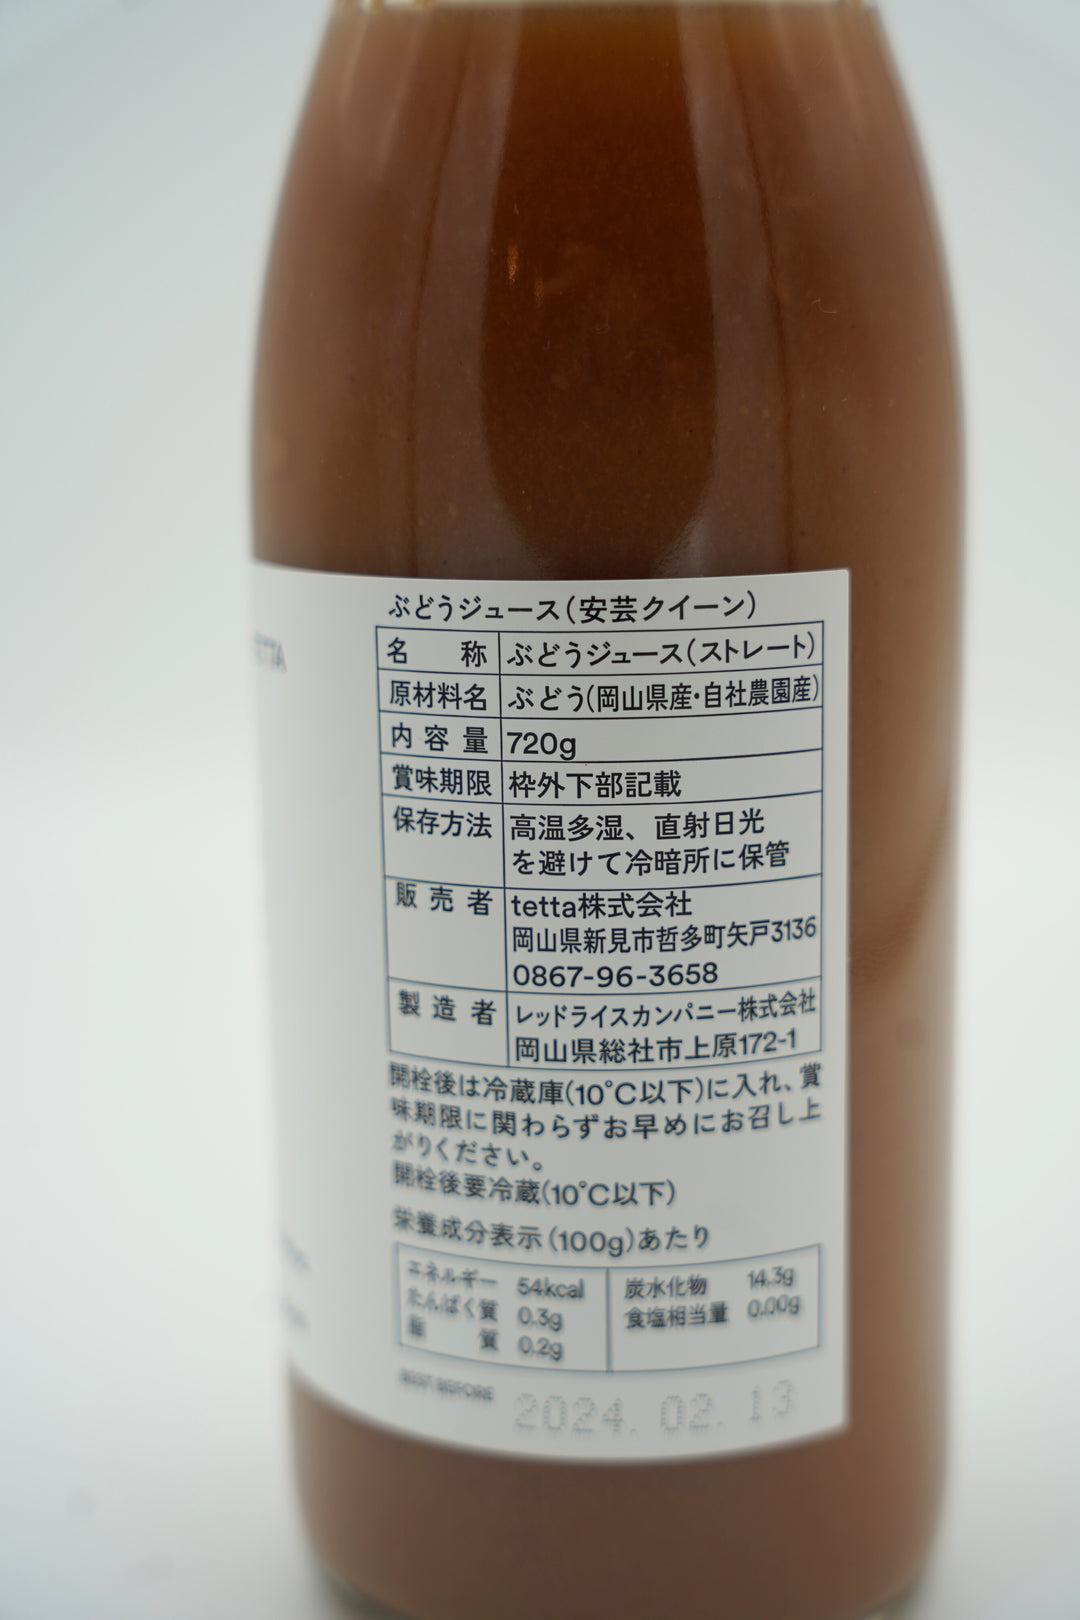 ぶどうジュース(安芸クイーン)
名称 ぶどうジュース(ストレート)
原材料名 ぶどう(岡山県産・自社農園産)
内容量 720g
賞味期限 枠外下部記載
保存方法 高温多湿、直射日光
を避けて冷暗所に保管
販売者 tetta株式会社
岡山県新見市哲多町矢戸3136
0867-96-3658
製造者 レッドライスカンパニー株式会社
岡山県総社市上原172-1
開栓後は冷蔵庫(10°C以下)に入れ、賞
味期限に関わらずお早めにお召し上
がりください。
開栓後要冷蔵(10°C以下)
栄養成分表示(100g)あたり
エネルギー 54kcal 炭水化物 14.3g
たんぱく質 0.3g 食塩相当量 0.00g
脂質 0.2g
BEST BEFORE 2024.02.13